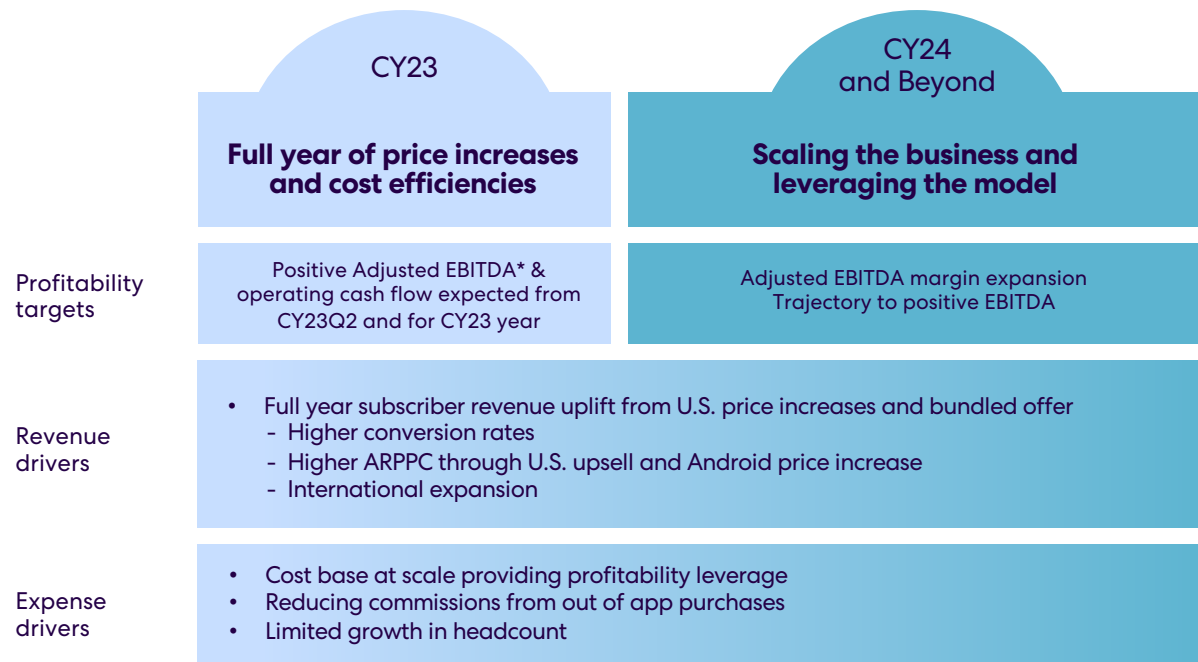 CY23
CY24
and Beyond
Full year of price increases
and cost efficiencies
Scaling the business and
leveraging the model
Profitability
targets
Positive Adjusted EBITDA* &
operating cash flow expected from
CY23Q2 and for CY23 year
Adjusted EBITDA margin expansion
Trajectory to positive EBITDA
Revenue
drivers
• Full year subscriber revenue uplift from U.S. price increases and bundled offer
- Higher conversion rates
- Higher ARPPC through U.S. upsell and Android price increase
- International expansion
Expense
drivers
• Cost base at scale providing profitability leverage
• Reducing commissions from out of app purchases
• Limited growth in headcount